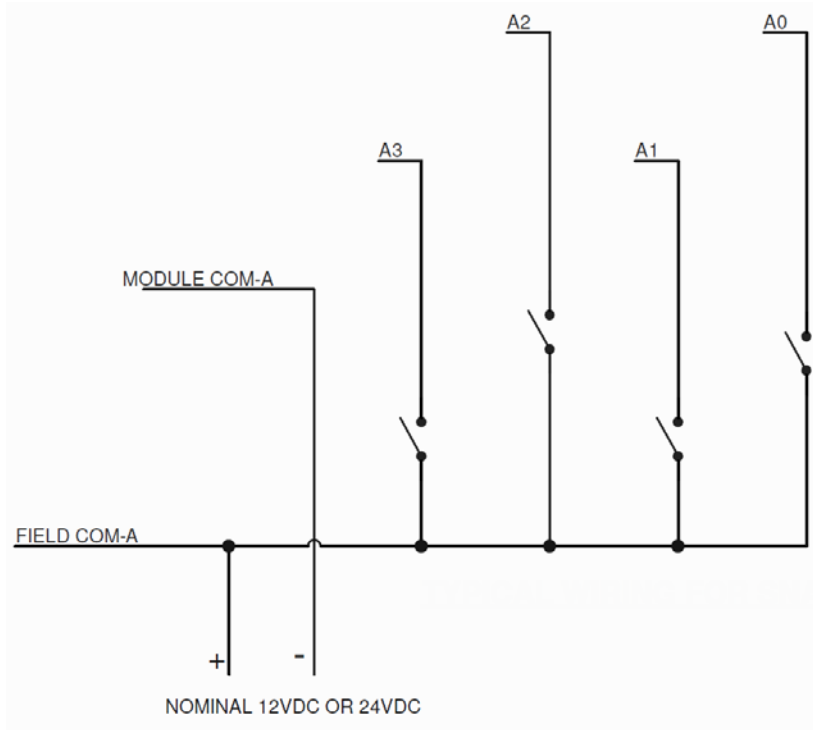 A2
A0
A3
A1
MODULE COM-A
FIELD COM-A
+
-
NOMINAL 12VDC OR 24VDC